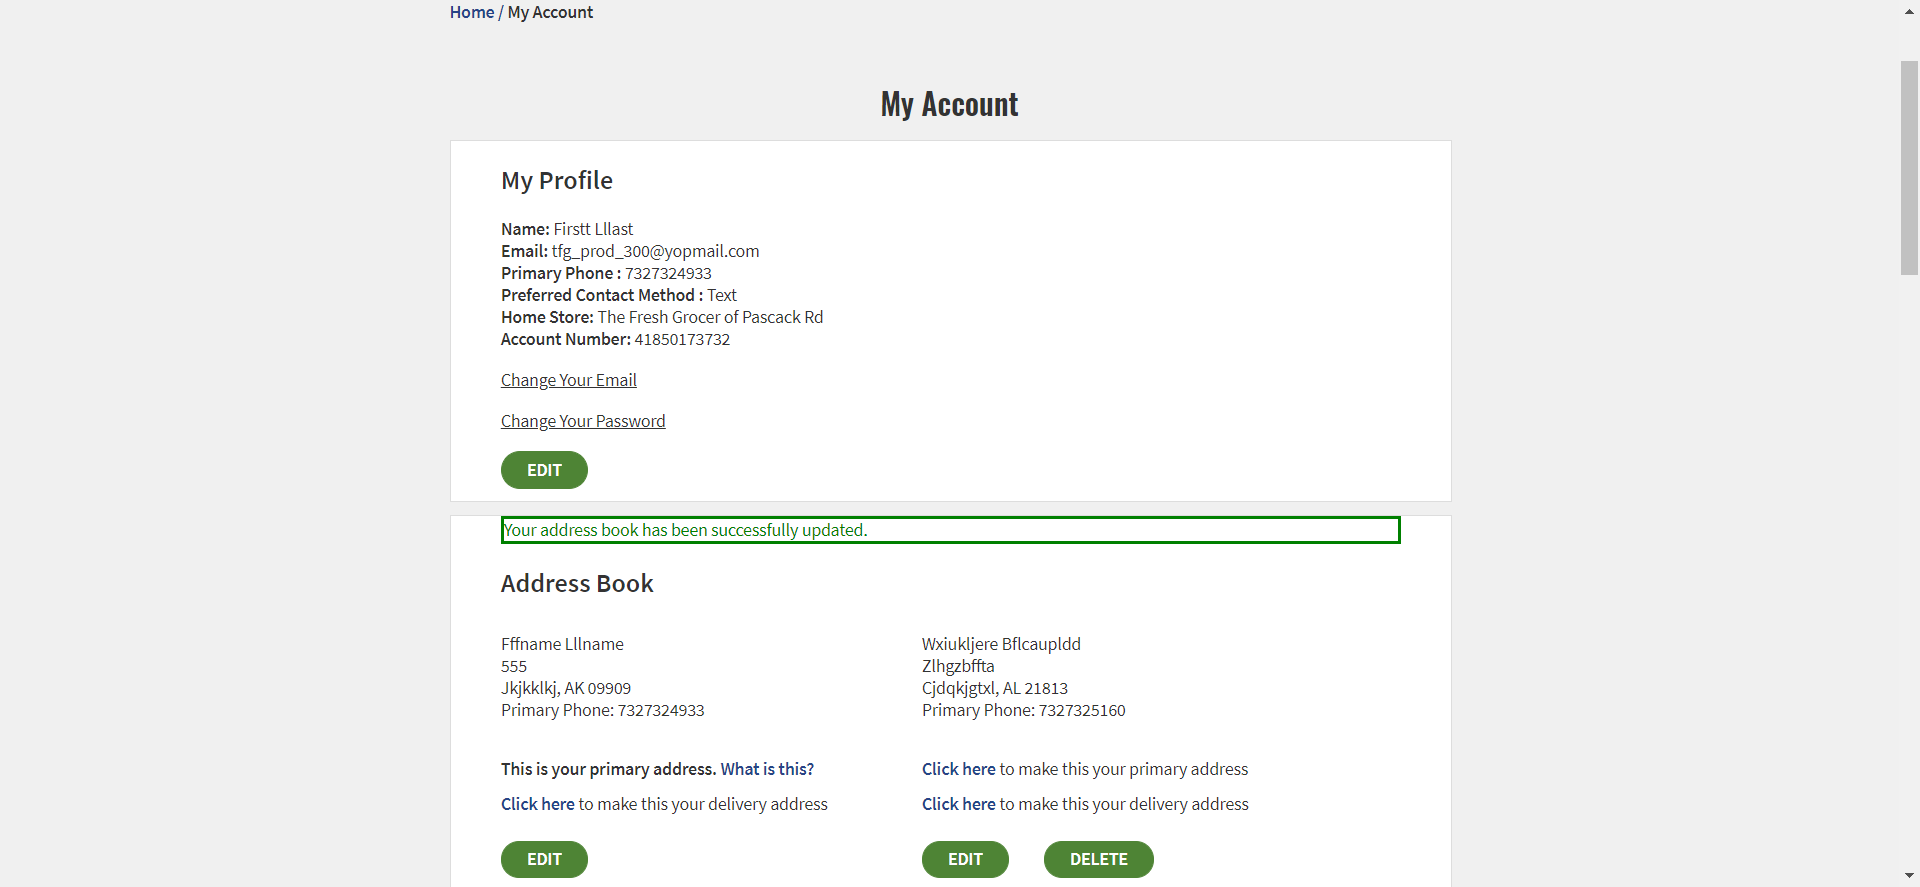 Home / My Account
My Account
My Profile
Name: Firstt Lllast
Email: tfg_prod_300@yopmail.com
Primary Phone : 7327324933
Preferred Contact Method : Text
Home Store: The Fresh Grocer of Pascack Rd
Account Number: 41850173732
Change Your Email
Change Your Password
EDIT
Your address book has been successfully updated.
Address Book
Fffname Lllname
555
Jkjkklkj, AK 09909
Primary Phone: 7327324933
This is your primary address. What is this?
Click here to make this your delivery address
EDIT
Wxiukljere Bflcaupldd
Zlhgzbffta
Cjdqkjgtxl, AL 21813
Primary Phone: 7327325160
Click here to make this your primary address
Click here to make this your delivery address
EDIT DELETE